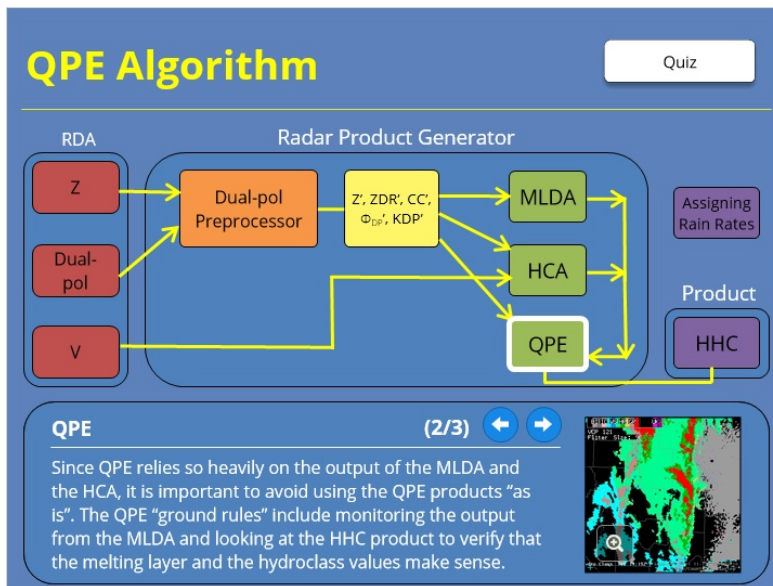 QPE Algorithm
Quiz
RDA
Radar Product Generator
Z
Dual-pol
Preprocessor
Z’, ZDR’, CC’,
ΦDP’, KDP’
MLDA
Assigning
Rain Rates
Dual-
pol
HCA
Product
V
QPE
HHC
QPE
(2/3)
Since QPE relies so heavily on the output of the MLDA and
the HCA, it is important to avoid using the QPE products “as
is”. The QPE “ground rules” include monitoring the output
from the MLDA and looking at the HHC product to verify that
the melting layer and the hydroclass values make sense.
VCP 121